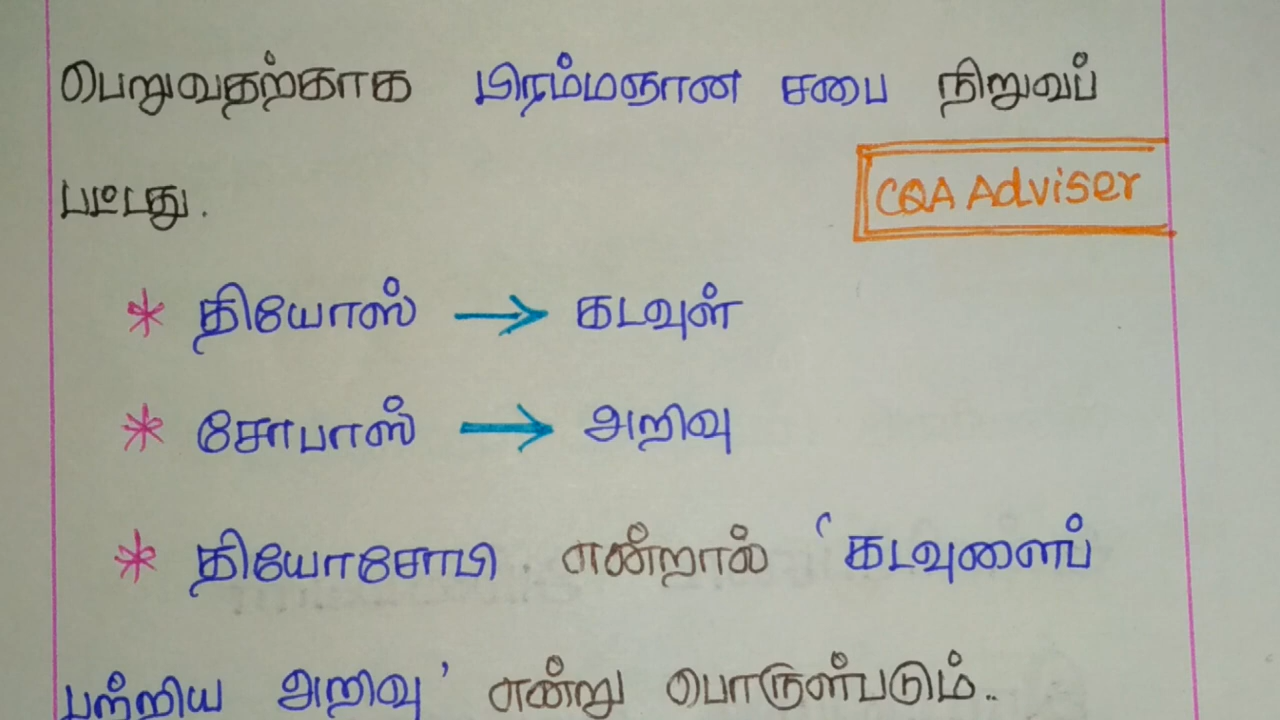 பெறுவதற்காக பிரம்மஞான சபை நிறுவப்
பட்டது.
CQA Adviser
* தியோஸ் → கடவுள்
* சோபாஸ் → அறிவு
* தியோசோபி என்றால் ‘கடவுளைப்
பற்றிய அறிவு’ என்று பொருள்படும்..